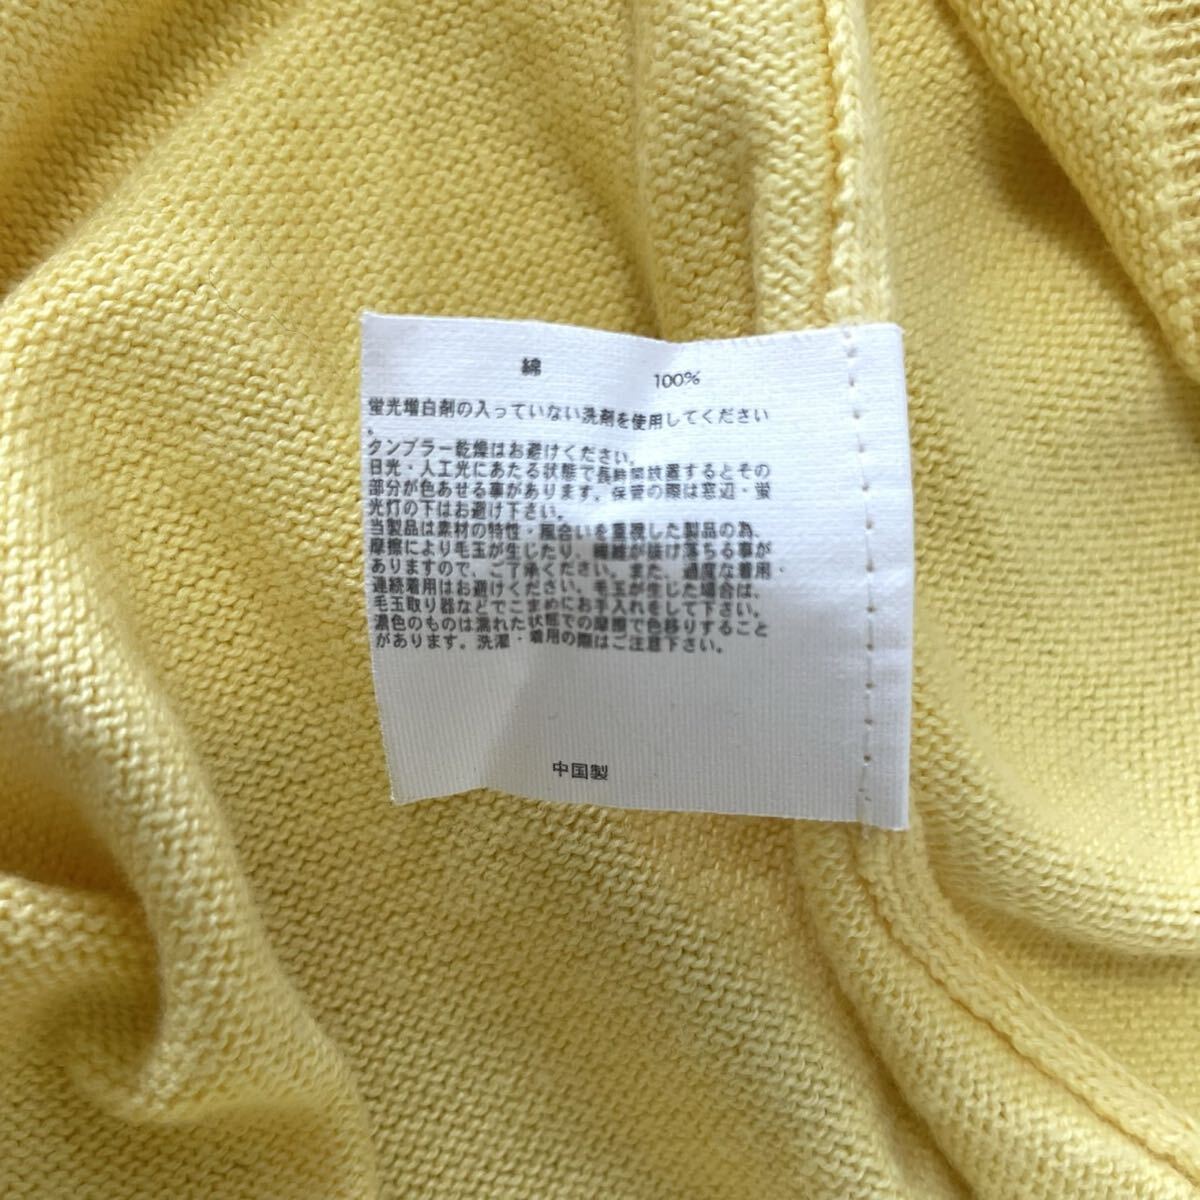 綿 100%
蛍光増白剤の入っていない洗剤を使用してください
。
タンブラー乾燥はお避けください。
日光・人工光にあたる状態で長時間放置するとその
部分が色あせる事があります。保管の際は窓辺・蛍
光灯の下はお避け下さい。
当製品は素材の特性・風合いを重視した製品の為、
摩擦により毛玉が生じたり、繊維が抜け落ちる事が
ありますので、ご了承ください。また、過度な着用・
連続着用はお避けください。毛玉が生じた場合は、
毛玉取り器などでこまめにお手入れをして下さい。
濃色のものは濡れた状態での摩擦で色移りすること
があります。洗濯・着用の際はご注意下さい。
中国製